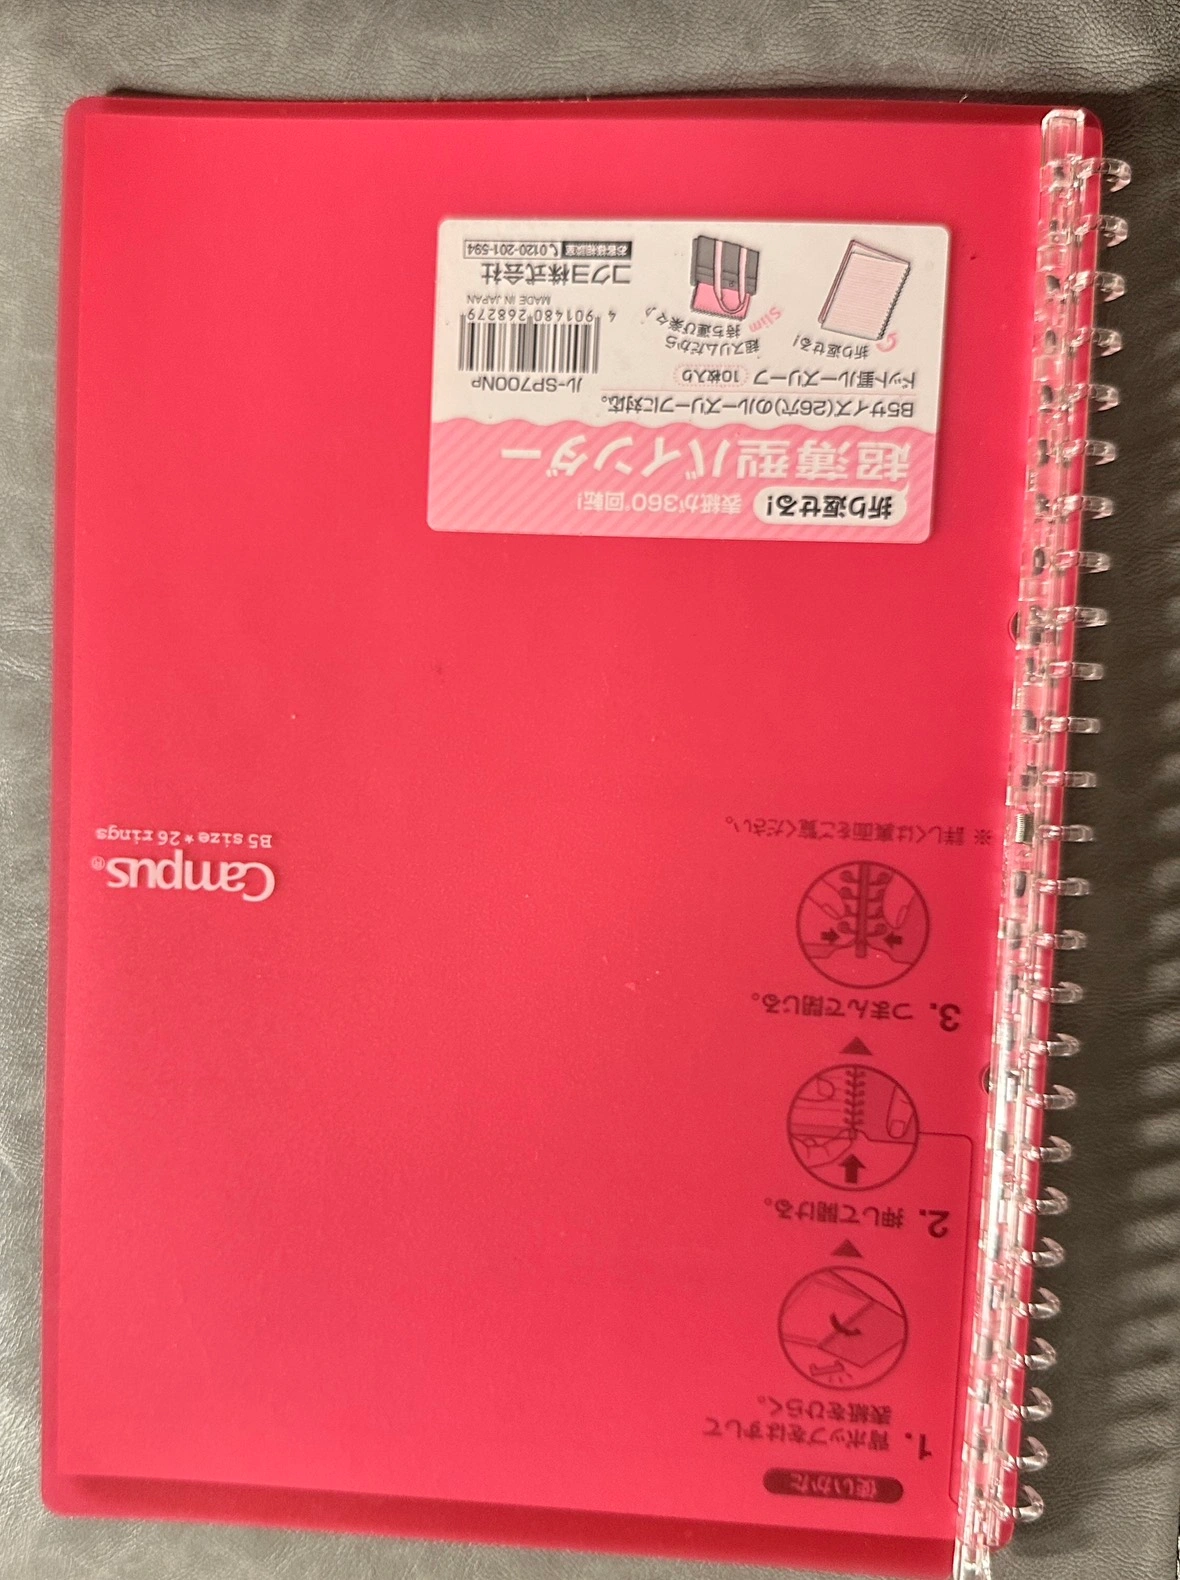 使いかた
1. 背ホックをはずして
表紙をひらく。
2. 押して開ける。
3. つまんで閉じる。
※ 詳しくは裏面をご覧ください。
Campus®
B5 size * 26 rings
折り返せる! 表紙が360°回転!
超薄型バインダー
B5サイズ(26穴)のルーズリーフに対応。
ドット罫ルーズリーフ 10枚入り
折り返せる!
超スリムだから
持ち運び楽々♪
Slim
ル-SP700NP
4 901480 268279
MADE IN JAPAN
コクヨ株式会社
お客様相談室 0120-201-594